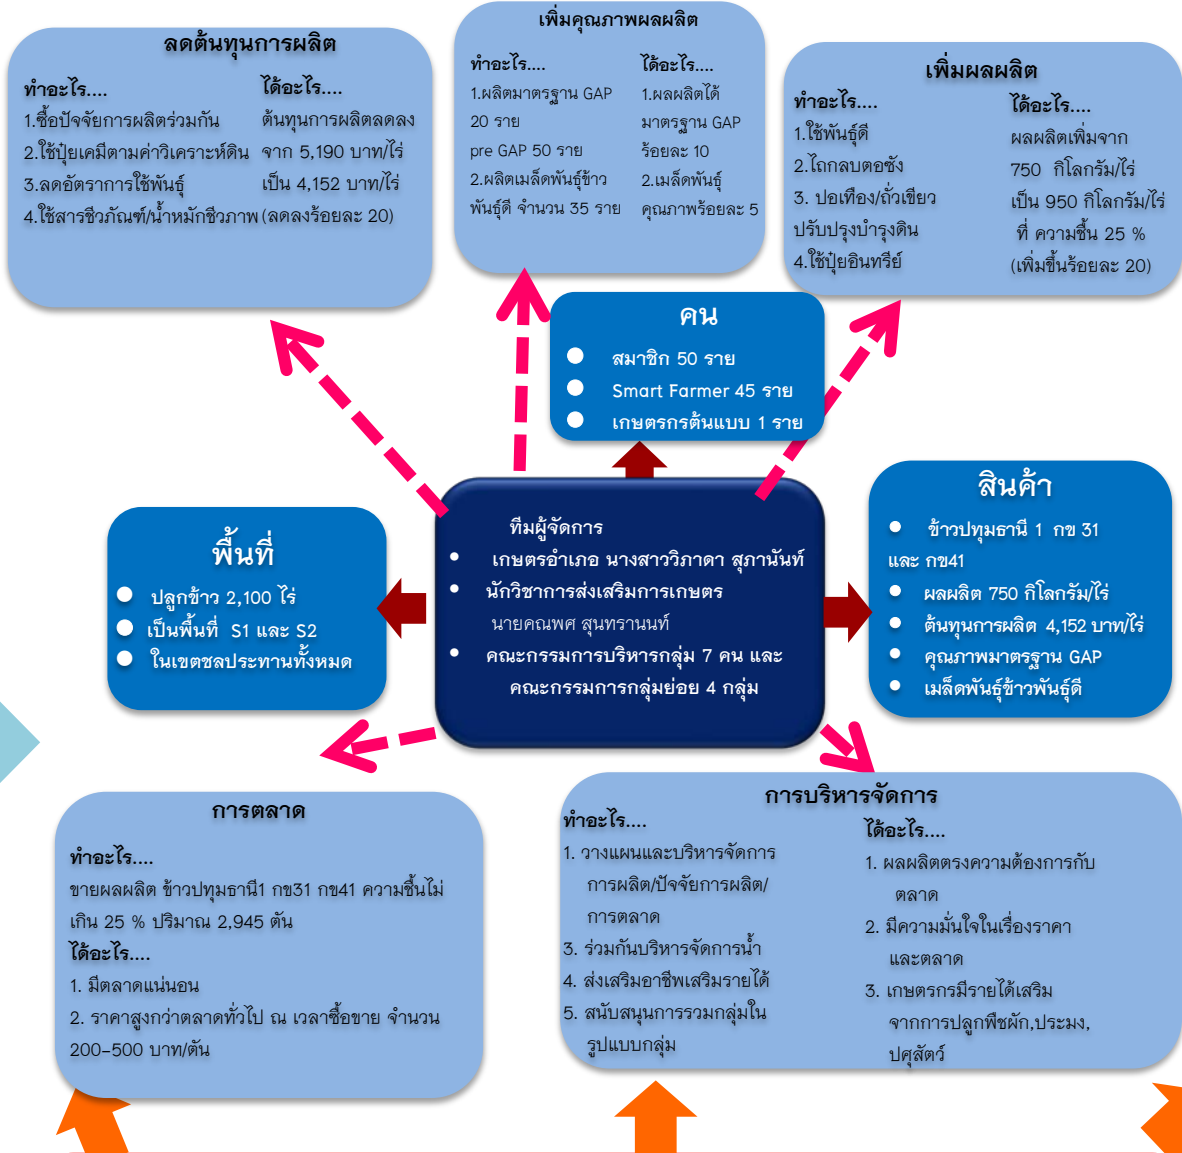 ลดต้นทุนการผลิต
ทำอะไร....
1.ซื้อปัจจัยการผลิตร่วมกัน
2.ใช้ปุ๋ยเคมีตามค่าวิเคราะห์ดิน
3.ลดอัตราการใช้พันธุ์
4.ใช้สารชีวภัณฑ์/น้ำหมักชีวภาพ
ได้อะไร....
ต้นทุนการผลิตลดลง
จาก 5,190 บาท/ไร่
เป็น 4,152 บาท/ไร่
(ลดลงร้อยละ 20)
เพิ่มคุณภาพผลผลิต
ทำอะไร....
1.ผลิตมาตรฐาน GAP
20 ราย
pre GAP 50 ราย
2.ผลิตเมล็ดพันธุ์ข้าว
พันธุ์ดี จำนวน 35 ราย
ได้อะไร....
1.ผลผลิตได้
มาตรฐาน GAP
ร้อยละ 10
2.เมล็ดพันธุ์
คุณภาพร้อยละ 5
เพิ่มผลผลิต
ทำอะไร....
1.ใช้พันธุ์ดี
2.ไถกลบตอซัง
3. ปอเทือง/ถั่วเขียว
ปรับปรุงบำรุงดิน
4.ใช้ปุ๋ยอินทรีย์
ได้อะไร....
ผลผลิตเพิ่มจาก
750 กิโลกรัม/ไร่
เป็น 950 กิโลกรัม/ไร่
ที่ ความชื้น 25 %
(เพิ่มขึ้นร้อยละ 20)
คน
● สมาชิก 50 ราย
● Smart Farmer 45 ราย
● เกษตรกรต้นแบบ 1 ราย
พื้นที่
● ปลูกข้าว 2,100 ไร่
● เป็นพื้นที่ S1 และ S2
● ในเขตชลประทานทั้งหมด
ทีมผู้จัดการ
• เกษตรอำเภอ นางสาววิภาดา สุภานันท์
• นักวิชาการส่งเสริมการเกษตร
นายคณพศ สุนทรานนท์
• คณะกรรมการบริหารกลุ่ม 7 คน และ
คณะกรรมการกลุ่มย่อย 4 กลุ่ม
สินค้า
● ข้าวปทุมธานี 1 กข 31
และ กข41
● ผลผลิต 750 กิโลกรัม/ไร่
● ต้นทุนการผลิต 4,152 บาท/ไร่
● คุณภาพมาตรฐาน GAP
● เมล็ดพันธุ์ข้าวพันธุ์ดี
การตลาด
ทำอะไร....
ขายผลผลิต ข้าวปทุมธานี1 กข31 กข41 ความชื้นไม่
เกิน 25 % ปริมาณ 2,945 ตัน
ได้อะไร....
1. มีตลาดแน่นอน
2. ราคาสูงกว่าตลาดทั่วไป ณ เวลาซื้อขาย จำนวน
200–500 บาท/ตัน
การบริหารจัดการ
ทำอะไร....
1. วางแผนและบริหารจัดการ
การผลิต/ปัจจัยการผลิต/
การตลาด
3. ร่วมกันบริหารจัดการน้ำ
4. ส่งเสริมอาชีพเสริมรายได้
5. สนับสนุนการรวมกลุ่มใน
รูปแบบกลุ่ม
ได้อะไร....
1. ผลผลิตตรงความต้องการกับ
ตลาด
2. มีความมั่นใจในเรื่องราคา
และตลาด
3. เกษตรกรมีรายได้เสริม
จากการปลูกพืชผัก,ประมง,
ปศุสัตว์